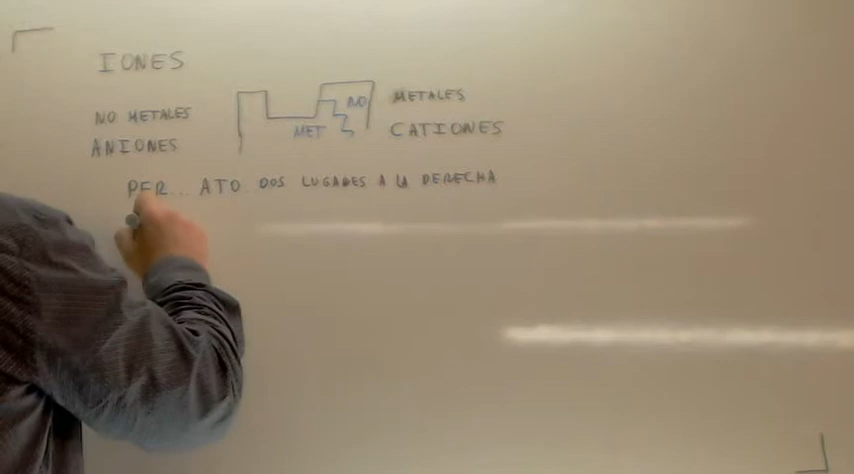 IONES
NO METALES
ANIONES
MET
NO
METALES
CATIONES
PER... ATO DOS LUGARES A LA DERECHA